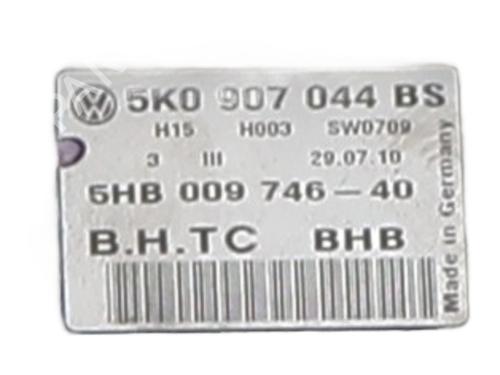 5K0 907 044 BS
H15 H003 SW0709
3 III 29.07.10
5HB 009 746-40
B.H.TC BHB
Made in Germany